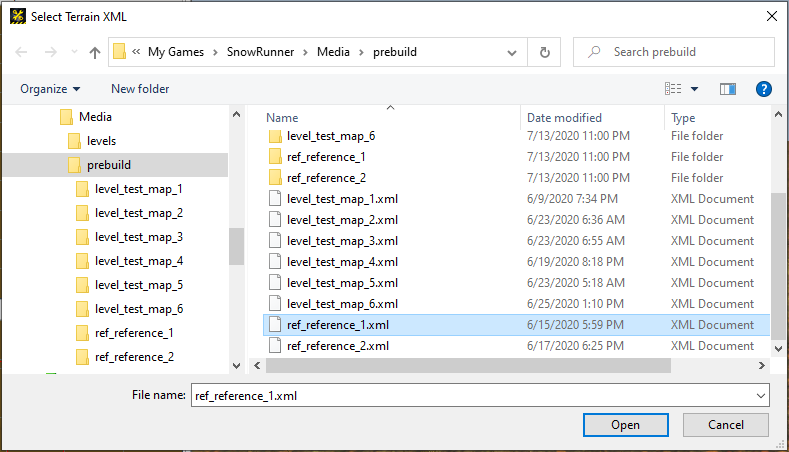 Select Terrain XML
My Games > SnowRunner > Media > prebuild
Search prebuild
Organize New folder
?
Media
levels
prebuild
level_test_map_1
level_test_map_2
level_test_map_3
level_test_map_4
level_test_map_5
level_test_map_6
ref_reference_1
ref_reference_2
Name Date modified Type
level_test_map_6 7/13/2020 11:00 PM File folder
ref_reference_1 7/13/2020 11:00 PM File folder
ref_reference_2 7/13/2020 11:00 PM File folder
level_test_map_1.xml 6/9/2020 7:34 PM XML Document
level_test_map_2.xml 6/23/2020 6:36 AM XML Document
level_test_map_3.xml 6/23/2020 6:55 AM XML Document
level_test_map_4.xml 6/19/2020 8:18 PM XML Document
level_test_map_5.xml 6/23/2020 5:18 AM XML Document
level_test_map_6.xml 6/25/2020 1:10 PM XML Document
ref_reference_1.xml 6/15/2020 5:59 PM XML Document
ref_reference_2.xml 6/17/2020 6:25 PM XML Document
File name: ref_reference_1.xml
Open Cancel